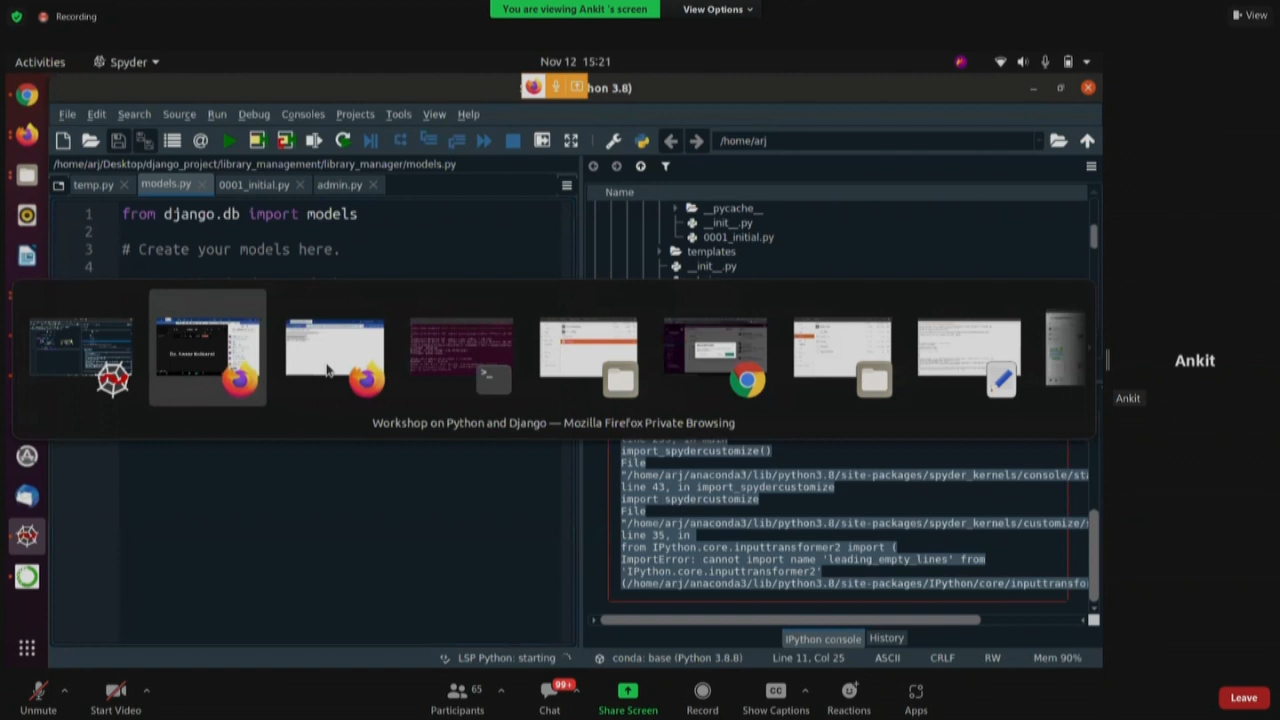 Recording
You are viewing Ankit 's screen
View Options
View
Activities
Spyder
Nov 12 15:21
hon 3.8)
File Edit Search Source Run Debug Consoles Projects Tools View Help
/home/arj
/home/arj/Desktop/django_project/library_management/library_manager/models.py
temp.py
models.py
0001_initial.py
admin.py
Name
1 from django.db import models
2
3 # Create your models here.
4
__pycache__
__init__.py
0001_initial.py
templates
__init__.py
Workshop on Python and Django — Mozilla Firefox Private Browsing
import_spydercustomize()
File
"/home/arj/anaconda3/lib/python3.8/site-packages/spyder_kernels/console/sta
line 43, in import_spydercustomize
import spydercustomize
File
"/home/arj/anaconda3/lib/python3.8/site-packages/spyder_kernels/customize/s
line 35, in
from IPython.core.inputtransformer2 import (
ImportError: cannot import name 'leading_empty_lines' from
'IPython.core.inputtransformer2'
(/home/arj/anaconda3/lib/python3.8/site-packages/IPython/core/inputtransfor
IPython console
History
LSP Python: starting
conda: base (Python 3.8.8)
Line 11, Col 25
ASCII
CRLF
RW
Mem 90%
Ankit
Ankit
Unmute
Start Video
65
Participants
99+
Chat
Share Screen
Record
CC
Show Captions
Reactions
Apps
Leave